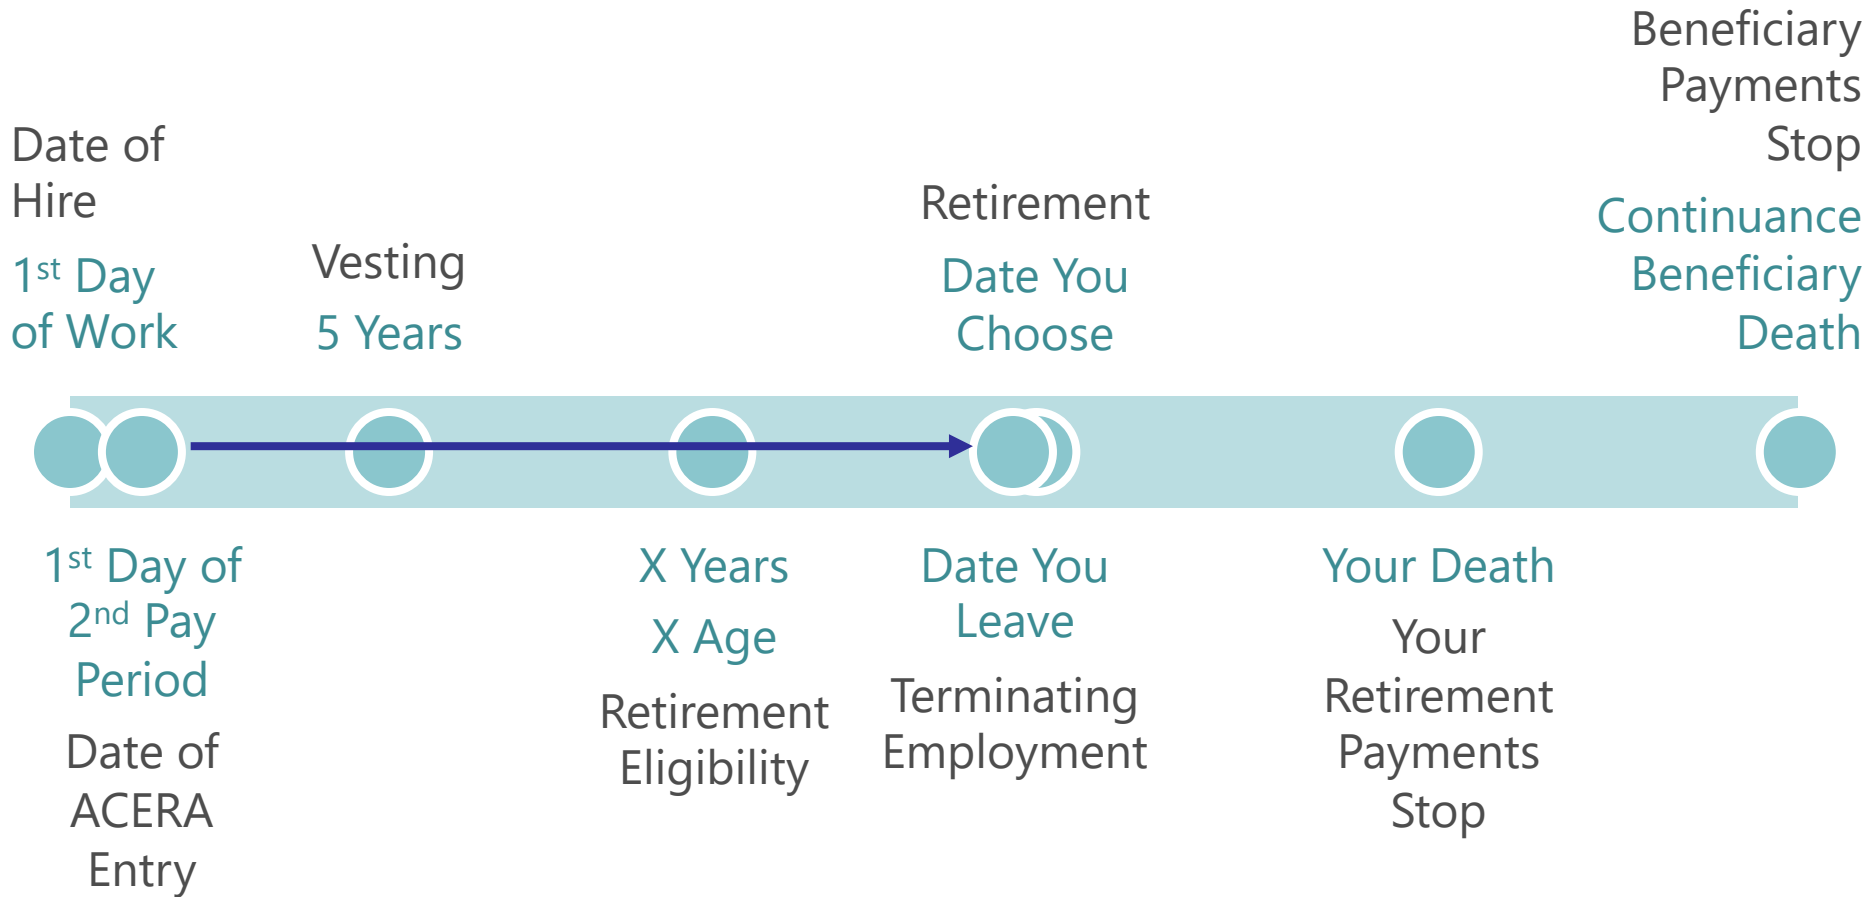 Date of
Hire
1st Day
of Work
Vesting
5 Years
Retirement
Date You
Choose
Beneficiary
Payments
Stop
Continuance
Beneficiary
Death
1st Day of
2nd Pay
Period
Date of
ACERA
Entry
X Years
X Age
Retirement
Eligibility
Date You
Leave
Terminating
Employment
Your Death
Your
Retirement
Payments
Stop